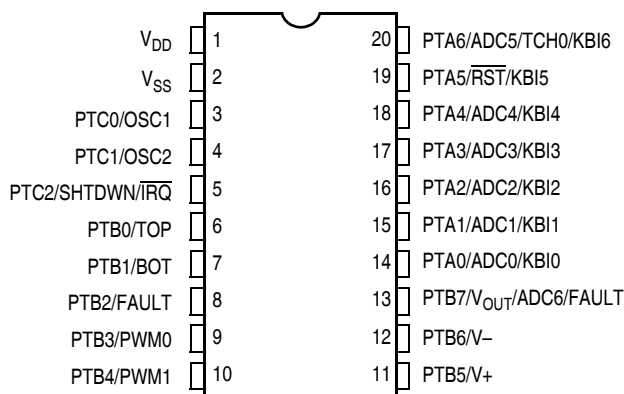 V_DD 1 20 PTA6/ADC5/TCH0/KBI6
V_SS 2 19 PTA5/R̅S̅T̅/KBI5
PTC0/OSC1 3 18 PTA4/ADC4/KBI4
PTC1/OSC2 4 17 PTA3/ADC3/KBI3
PTC2/SHTDWN/I̅R̅Q̅ 5 16 PTA2/ADC2/KBI2
PTB0/TOP 6 15 PTA1/ADC1/KBI1
PTB1/BOT 7 14 PTA0/ADC0/KBI0
PTB2/FAULT 8 13 PTB7/V_OUT/ADC6/FAULT
PTB3/PWM0 9 12 PTB6/V–
PTB4/PWM1 10 11 PTB5/V+